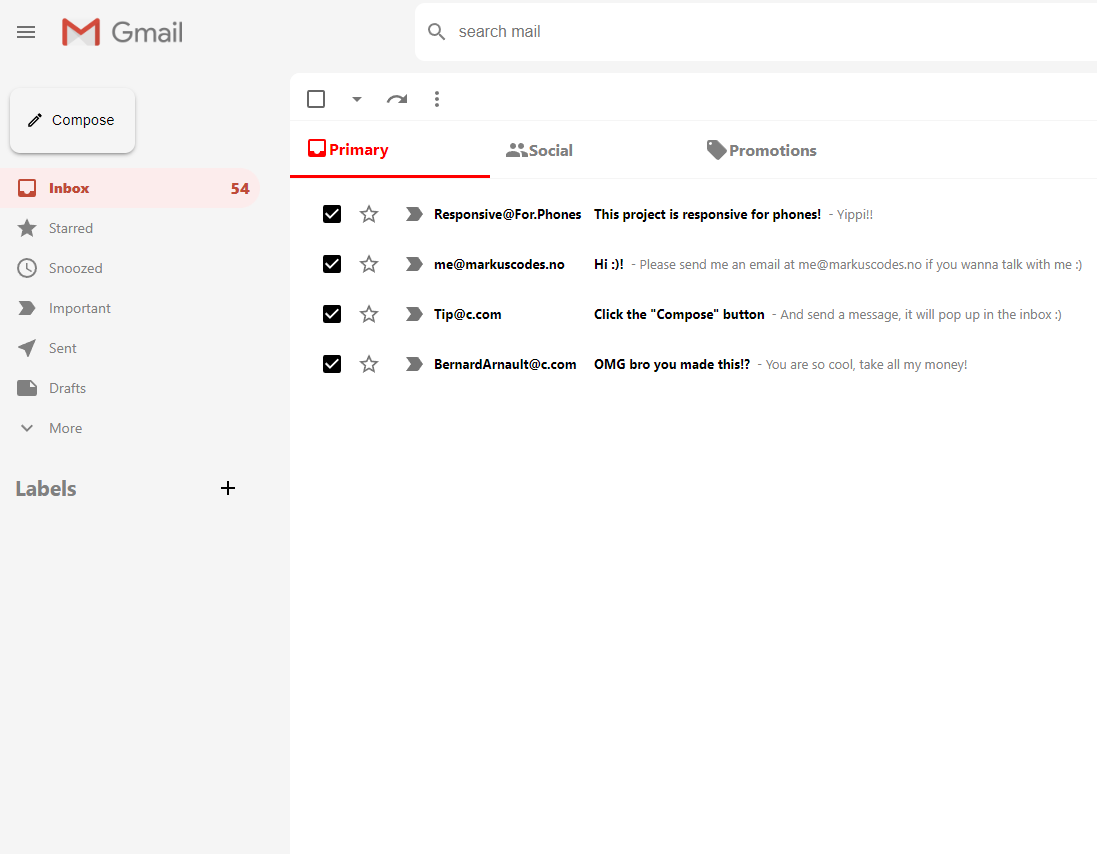 Gmail
search mail
Compose
Primary
Social
Promotions
Inbox 54
Starred
Snoozed
Important
Sent
Drafts
More
Labels
Responsive@For.Phones This project is responsive for phones! - Yippi!!
me@markuscodes.no Hi :)! - Please send me an email at me@markuscodes.no if you wanna talk with me :)
Tip@c.com Click the "Compose" button - And send a message, it will pop up in the inbox :)
BernardArnault@c.com OMG bro you made this!? - You are so cool, take all my money!